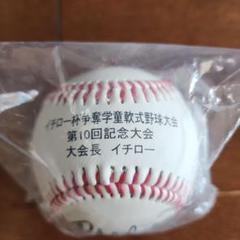 イチロー杯争奪学童軟式野球大会
第10回記念大会
大会長 イチロー